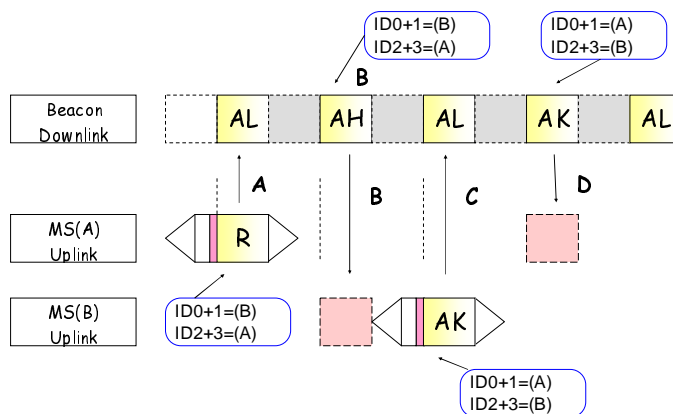 ID0+1=(B)
ID2+3=(A)
ID0+1=(A)
ID2+3=(B)
B
Beacon
Downlink
AL
AH
AL
AK
AL
A
B
C
D
MS(A)
Uplink
R
ID0+1=(B)
ID2+3=(A)
MS(B)
Uplink
AK
ID0+1=(A)
ID2+3=(B)